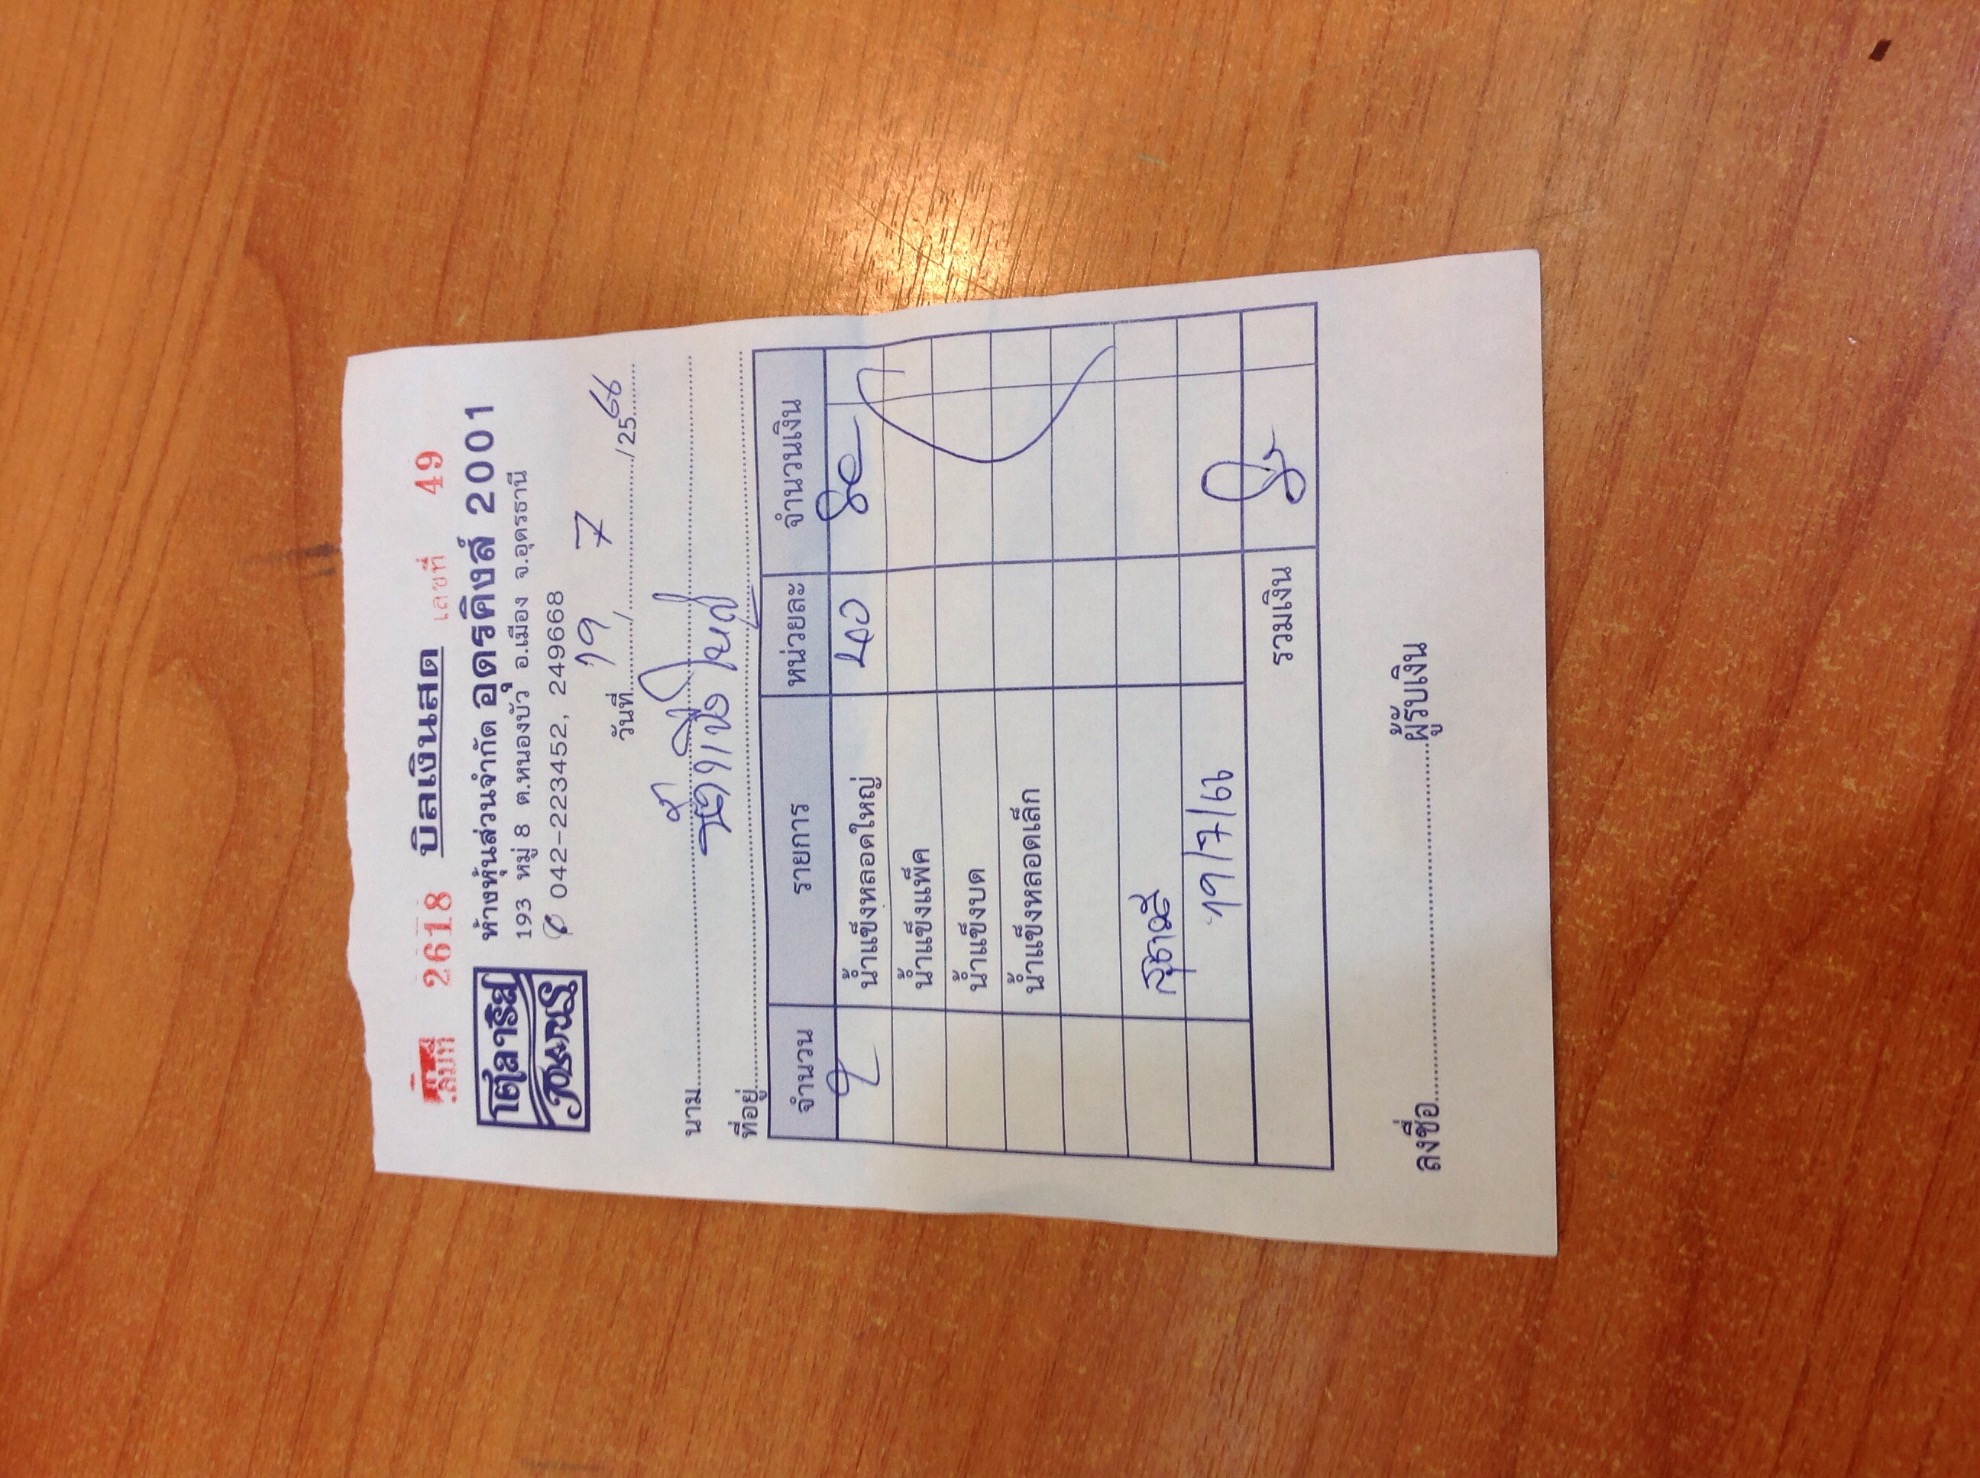 เล่มที่ 2618 บิลเงินสด เลขที่ 49
โตลาริส
ห้างหุ้นส่วนจำกัด อุดรคิงส์ 2001
193 หมู่ 8 ต.หนองบัว อ.เมือง จ.อุดรธานี
042-223452, 249668
วันที่ 19 / 7 / 2566
นาม
ที่อยู่
จำนวน รายการ หน่วยละ จำนวนเงิน
2 น้ำแข็งหลอดใหญ่ 40 80
น้ำแข็งแพ็ค
น้ำแข็งบด
น้ำแข็งหลอดเล็ก
19/7/66
รวมเงิน
ลงชื่อ ผู้รับเงิน